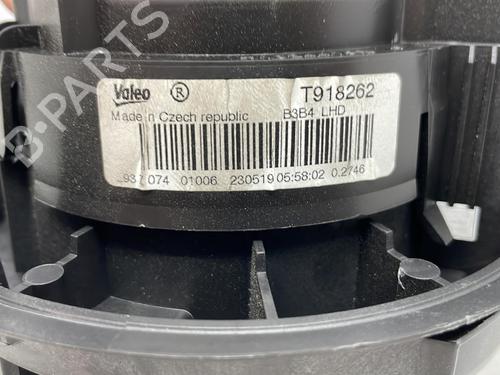 B-PARTS
Valeo ® T918262
Made in Czech republic B3B4 LHD
937 074 01006 230519 05:58:02 0.2746